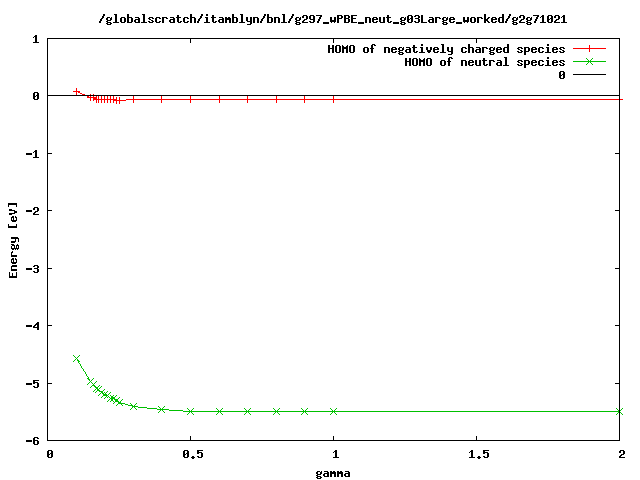 /globalscratch/itamblyn/bnl/g297_wPBE_neut_g03Large_worked/g2g71021
HOMO of negatively charged species
HOMO of neutral species
0
1
0
-1
-2
-3
-4
-5
-6
Energy [eV]
0 0.5 1 1.5 2
gamma